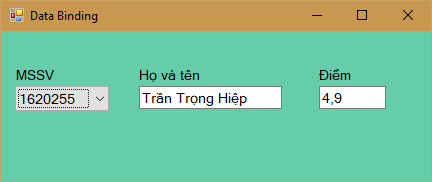 Data Binding
MSSV Họ và tên Điểm
1620255 Trần Trọng Hiệp 4,9